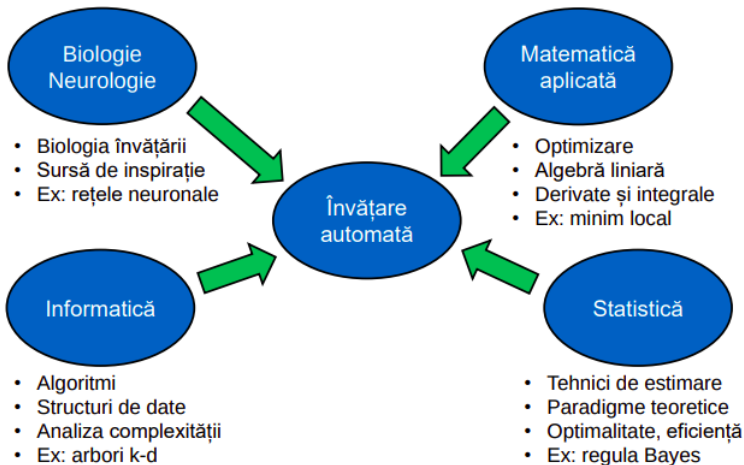 Biologie
Neurologie
• Biologia învățării
• Sursă de inspirație
• Ex: rețele neuronale
Matematică
aplicată
• Optimizare
• Algebră liniară
• Derivate și integrale
• Ex: minim local
Învățare
automată
Informatică
• Algoritmi
• Structuri de date
• Analiza complexității
• Ex: arbori k-d
Statistică
• Tehnici de estimare
• Paradigme teoretice
• Optimalitate, eficiență
• Ex: regula Bayes